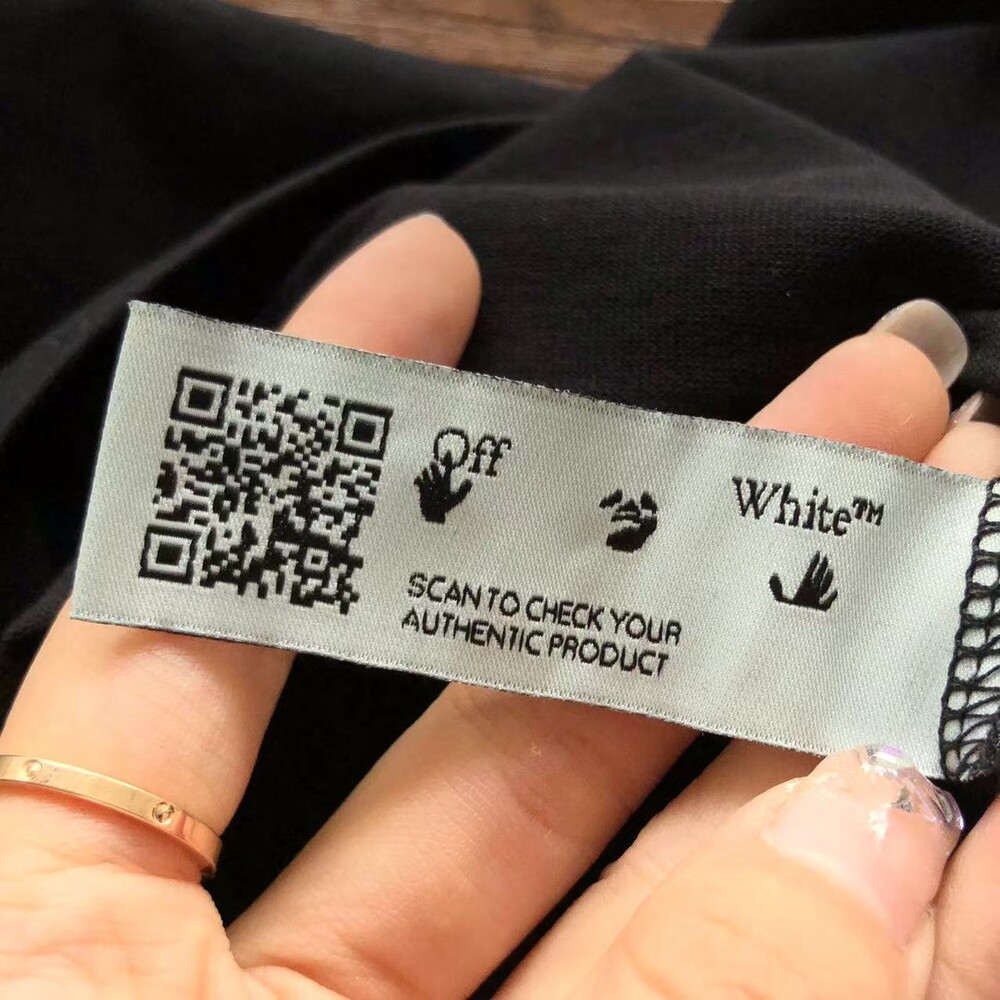 Off
White™
SCAN TO CHECK YOUR
AUTHENTIC PRODUCT